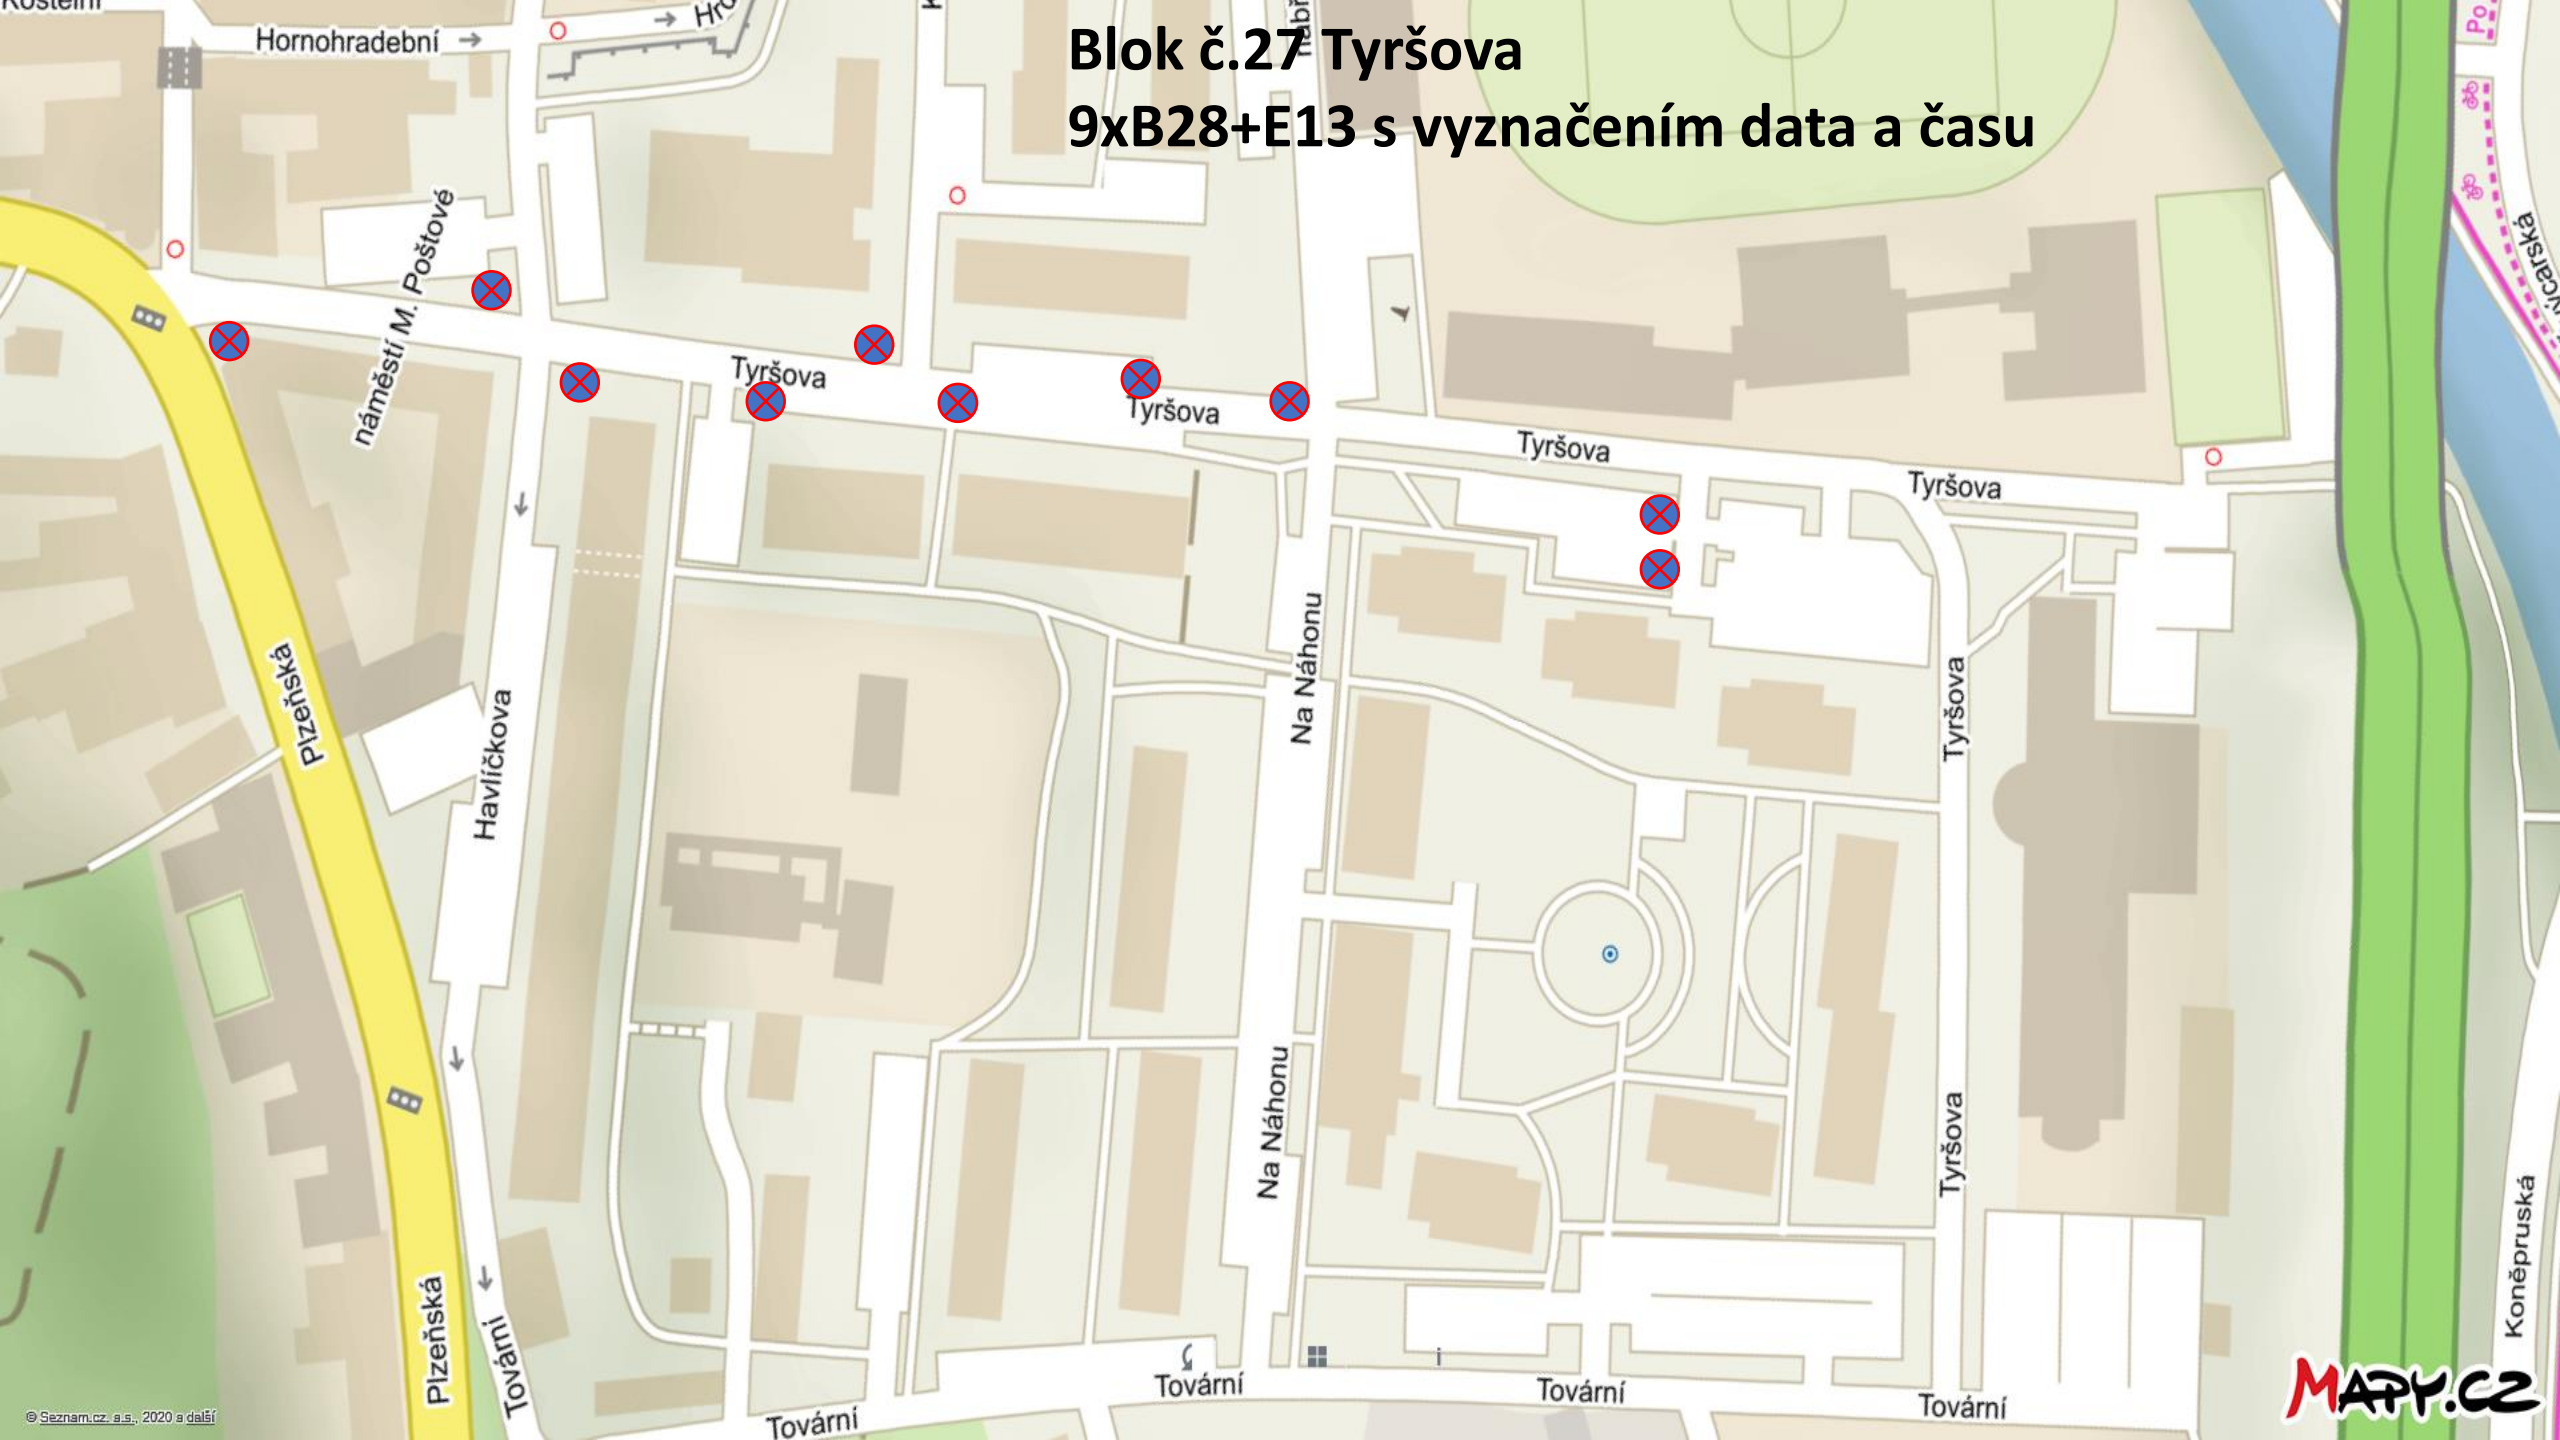 Blok č.27 Tyršova
9xB28+E13 s vyznačením data a času
Hornohradební
náměstí M. Poštové
Tyršova
Tyršova
Tyršova
Tyršova
Plzeňská
Havlíčkova
Na Náhonu
Tyršova
Na Náhonu
Tyršova
Plzeňská
Tovární
Tovární
Tovární
Tovární
Tovární
Koněpruská
Po
i
© Seznam.cz, a.s., 2020 a další
MAPY.CZ